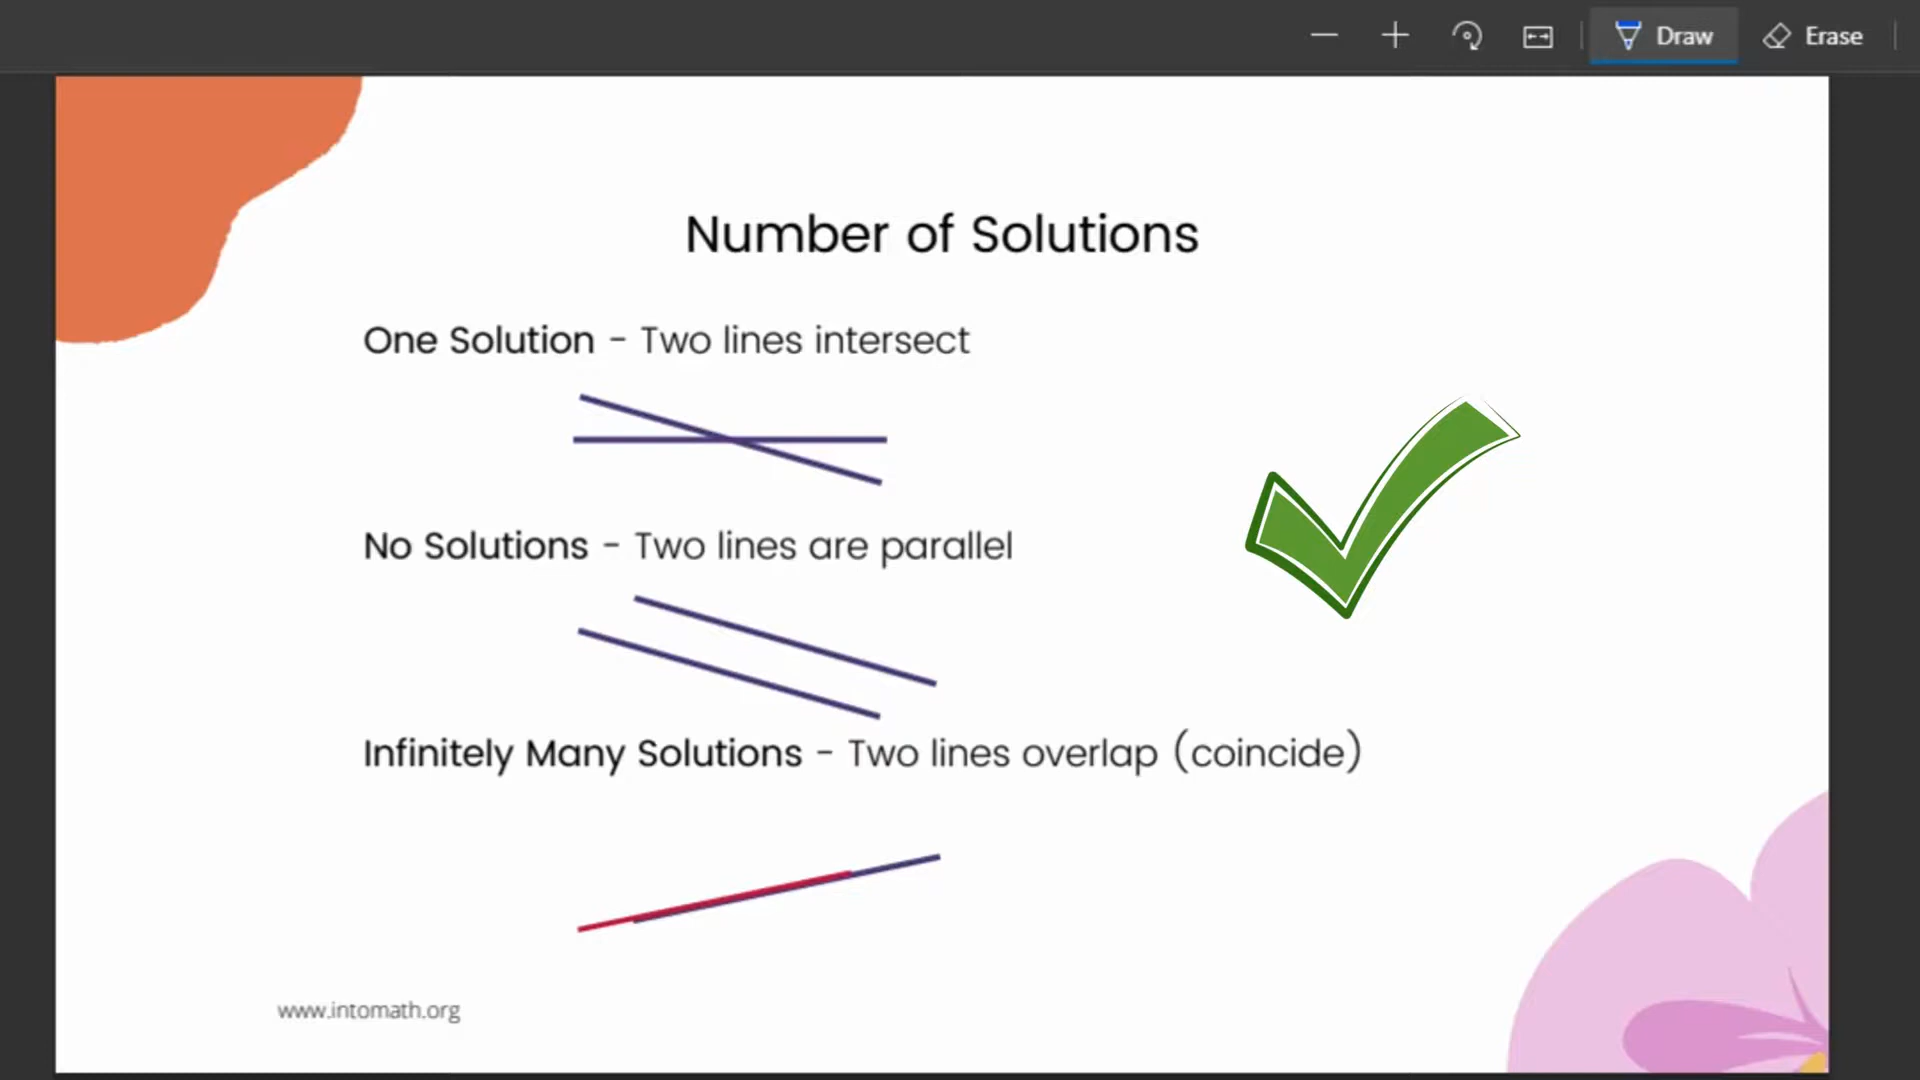 Draw
Erase
Number of Solutions
One Solution - Two lines intersect
No Solutions - Two lines are parallel
Infinitely Many Solutions - Two lines overlap (coincide)
www.intomath.org